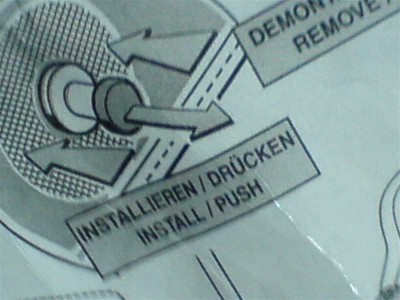 REMOVE
INSTALLIEREN / DRÜCKEN
INSTALL / PUSH